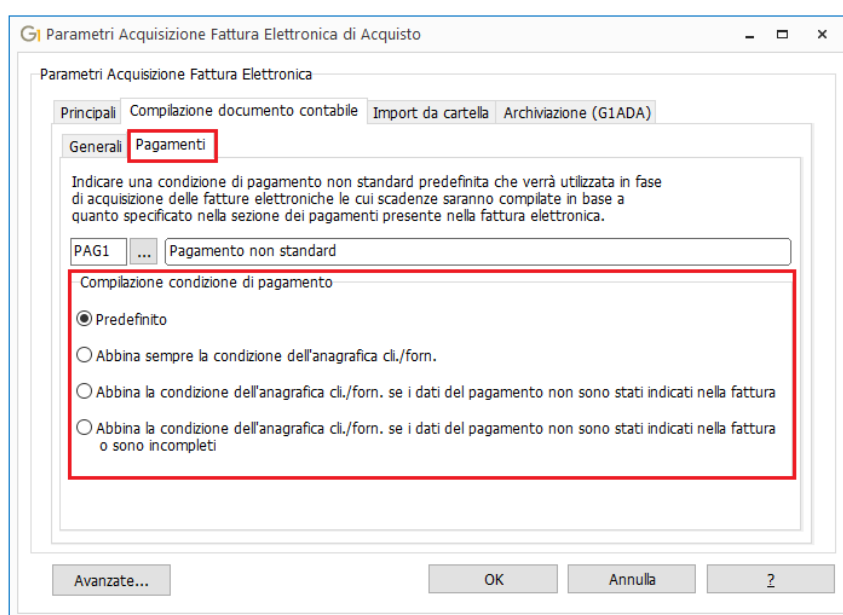 G1 Parametri Acquisizione Fattura Elettronica di Acquisto
Parametri Acquisizione Fattura Elettronica
Principali Compilazione documento contabile Import da cartella Archiviazione (G1ADA)
Generali Pagamenti
Indicare una condizione di pagamento non standard predefinita che verrà utilizzata in fase
di acquisizione delle fatture elettroniche le cui scadenze saranno compilate in base a
quanto specificato nella sezione dei pagamenti presente nella fattura elettronica.
PAG1 ... Pagamento non standard
Compilazione condizione di pagamento
Predefinito
Abbina sempre la condizione dell'anagrafica cli./forn.
Abbina la condizione dell'anagrafica cli./forn. se i dati del pagamento non sono stati indicati nella fattura
Abbina la condizione dell'anagrafica cli./forn. se i dati del pagamento non sono stati indicati nella fattura
o sono incompleti
Avanzate... OK Annulla ?